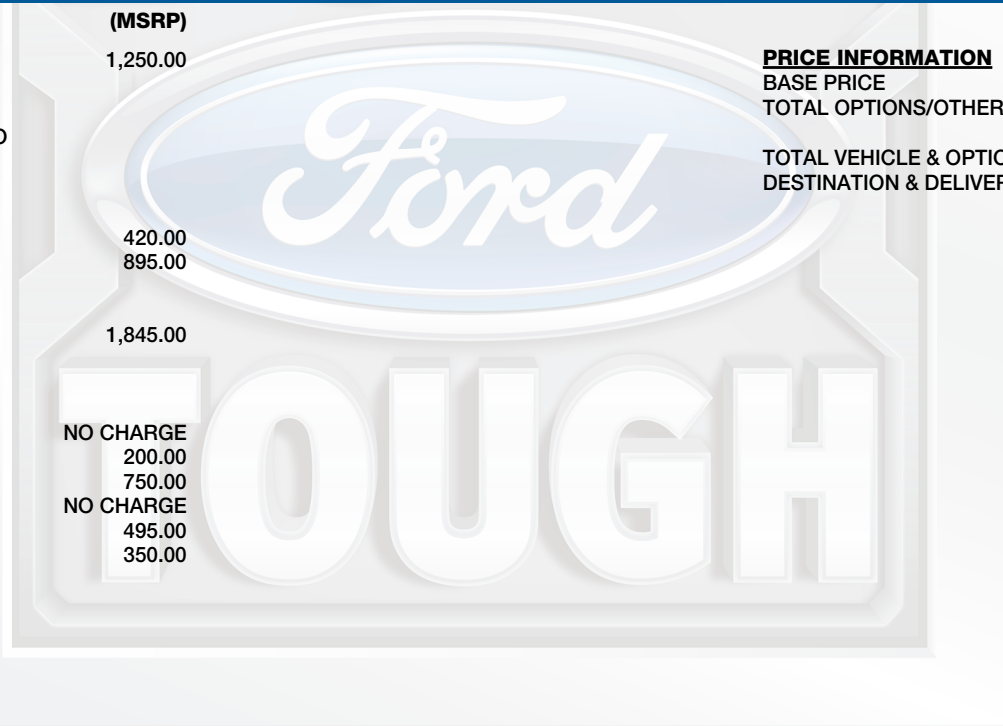 (MSRP)
1,250.00
420.00
895.00
1,845.00
NO CHARGE
200.00
750.00
NO CHARGE
495.00
350.00
PRICE INFORMATION
BASE PRICE
TOTAL OPTIONS/OTHER
TOTAL VEHICLE & OPTIO
DESTINATION & DELIVER
Ford
TOUGH